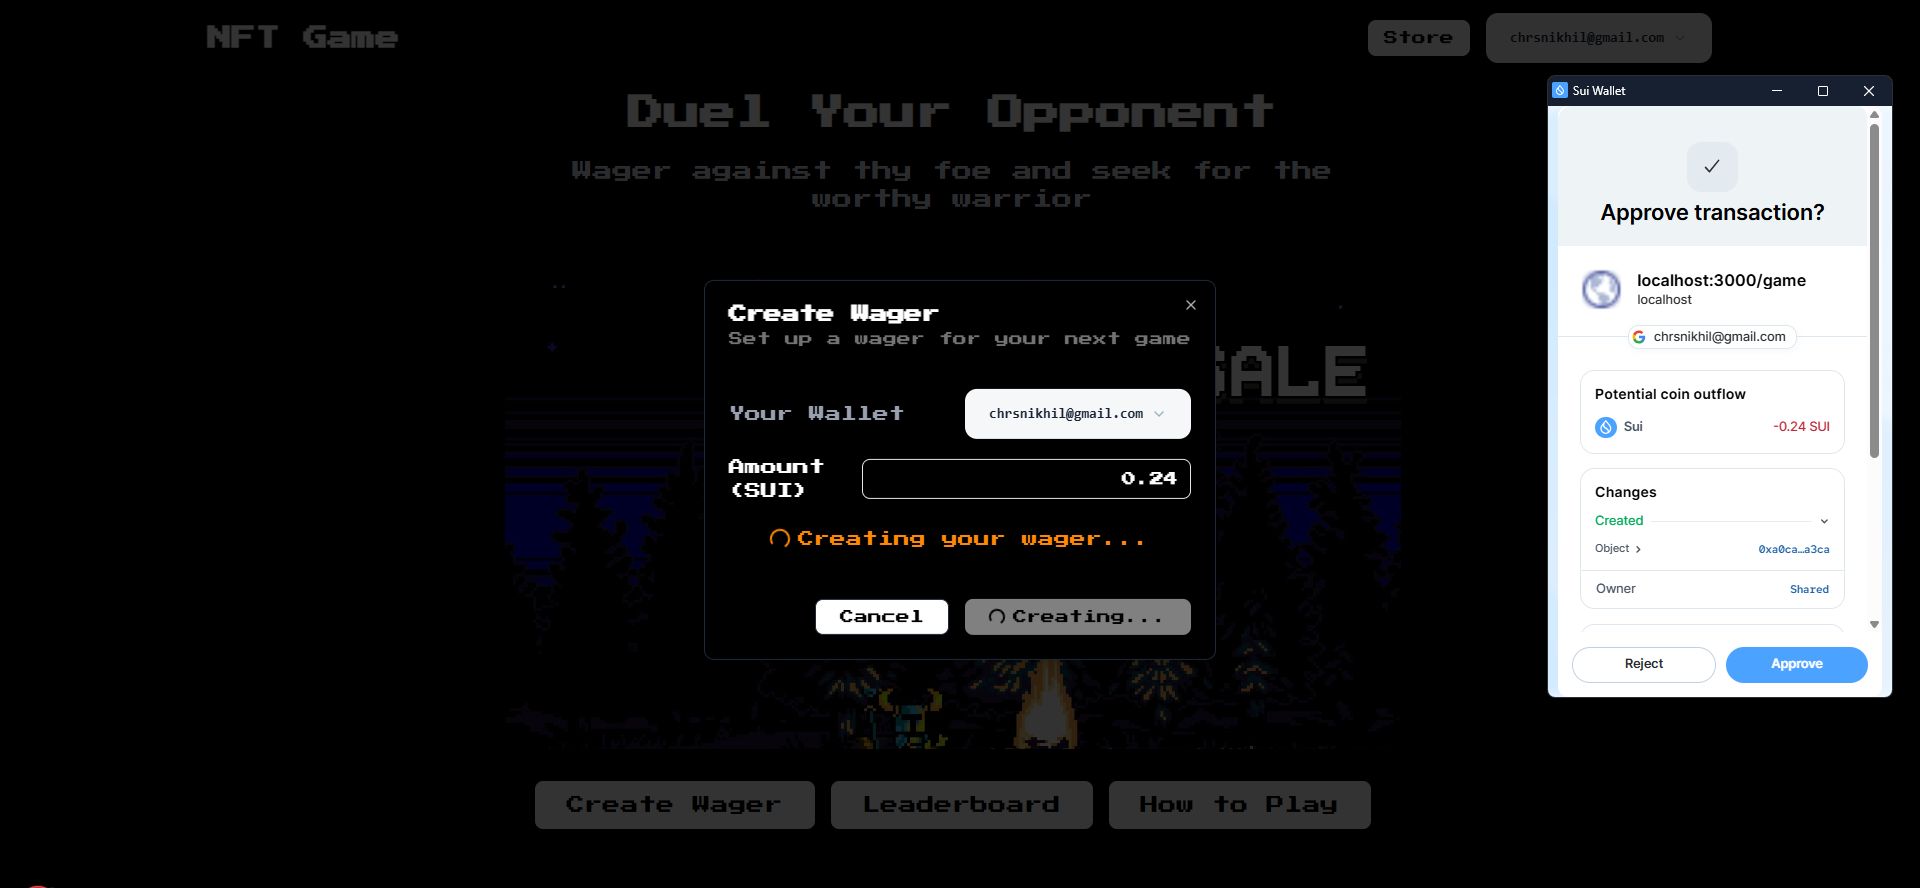 NFT Game
Store
chrsnikhil@gmail.com
Duel Your Opponent
Wager against thy foe and seek for the
worthy warrior
SALE
Create Wager
Set up a wager for your next game
Your Wallet
chrsnikhil@gmail.com
Amount
(SUI)
0.24
Creating your wager...
Cancel
Creating...
Create Wager
Leaderboard
How to Play
Sui Wallet
Approve transaction?
localhost:3000/game
localhost
chrsnikhil@gmail.com
Potential coin outflow
Sui
-0.24 SUI
Changes
Created
Object
0xa0ca…a3ca
Owner
Shared
Reject
Approve